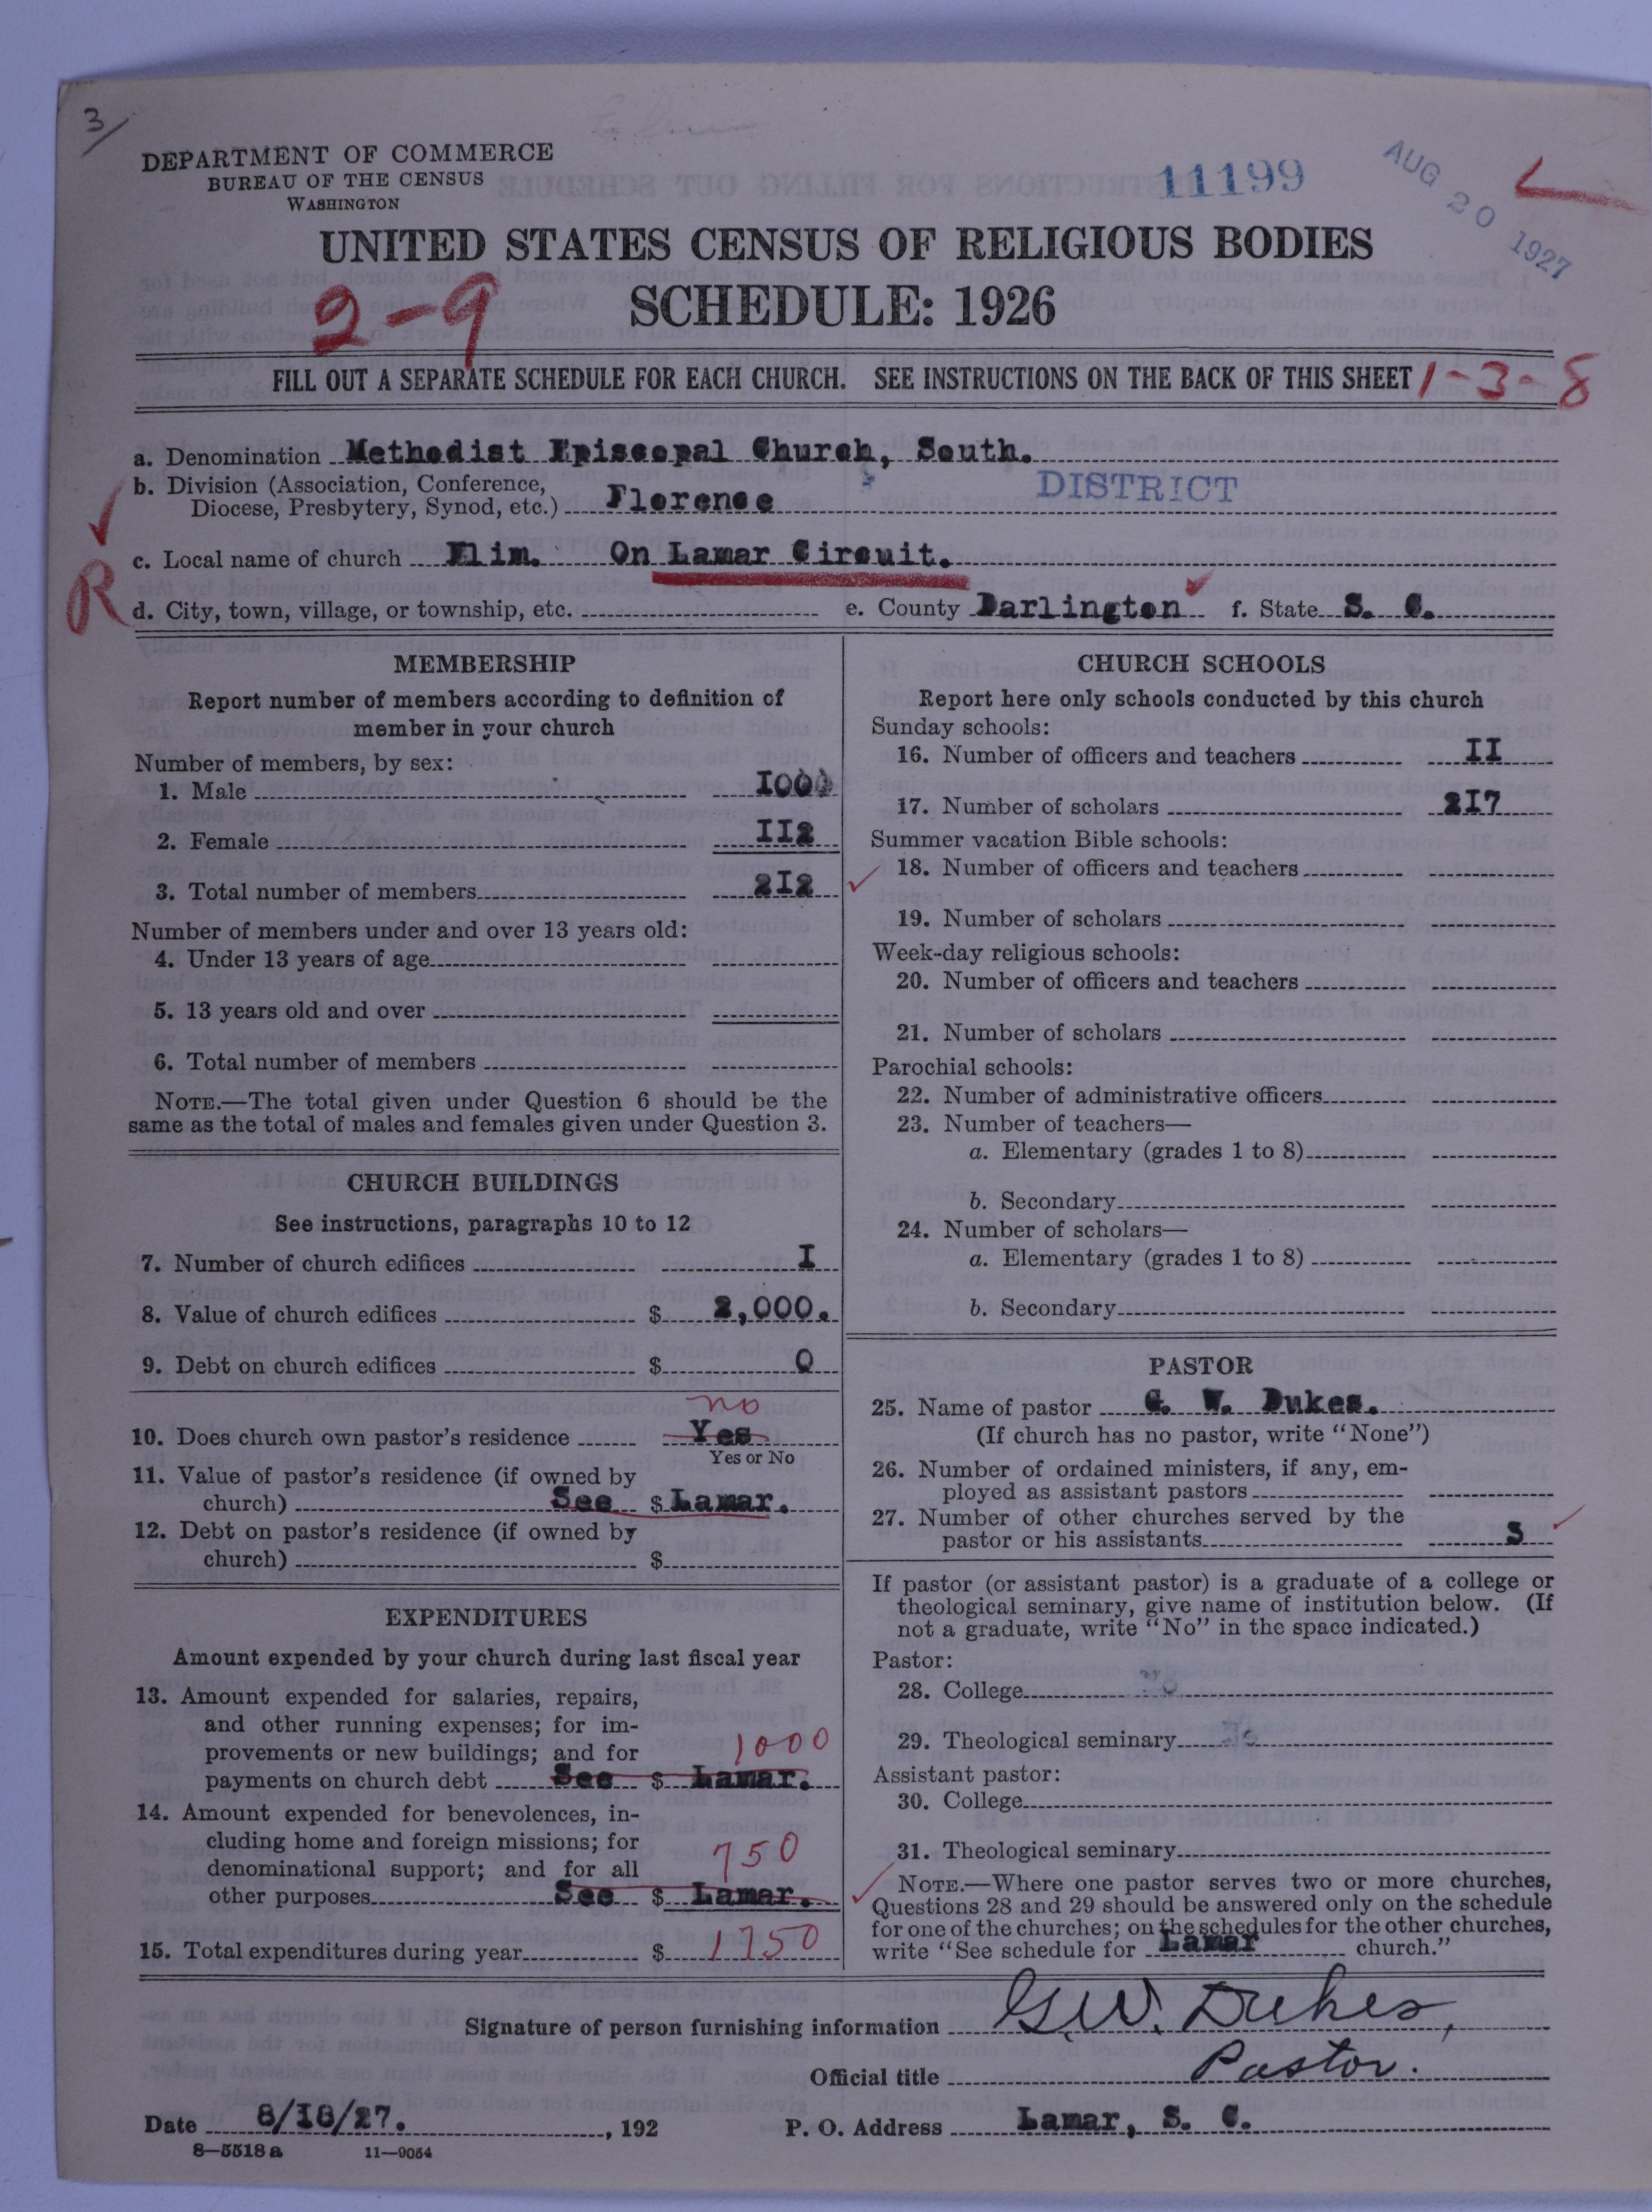 3/
DEPARTMENT OF COMMERCE
BUREAU OF THE CENSUS
WASHINGTON
11199
AUG 20 1927
UNITED STATES CENSUS OF RELIGIOUS BODIES
SCHEDULE: 1926
2-9
FILL OUT A SEPARATE SCHEDULE FOR EACH CHURCH. SEE INSTRUCTIONS ON THE BACK OF THIS SHEET
1-3-8
a. Denomination Methodist Episcopal Church, South.
b. Division (Association, Conference,
Diocese, Presbytery, Synod, etc.) Florence DISTRICT
c. Local name of church Elim. On Lamar Circuit.
R
d. City, town, village, or township, etc. e. County Darlington f. State S. C.
MEMBERSHIP
Report number of members according to definition of
member in your church
Number of members, by sex:
1. Male I00
2. Female II2
3. Total number of members 2I2
Number of members under and over 13 years old:
4. Under 13 years of age
5. 13 years old and over
6. Total number of members
NOTE.—The total given under Question 6 should be the
same as the total of males and females given under Question 3.
CHURCH BUILDINGS
See instructions, paragraphs 10 to 12
7. Number of church edifices I
8. Value of church edifices $ 2,000.
9. Debt on church edifices $ 0
no
10. Does church own pastor's residence Yes
Yes or No
11. Value of pastor's residence (if owned by
church) See $ Lamar.
12. Debt on pastor's residence (if owned by
church) $
EXPENDITURES
Amount expended by your church during last fiscal year
13. Amount expended for salaries, repairs,
and other running expenses; for im-
provements or new buildings; and for 1000
payments on church debt See $ Lamar.
14. Amount expended for benevolences, in-
cluding home and foreign missions; for
denominational support; and for all 750
other purposes See $ Lamar.
15. Total expenditures during year $ 1750
CHURCH SCHOOLS
Report here only schools conducted by this church
Sunday schools:
16. Number of officers and teachers II
17. Number of scholars 2I7
Summer vacation Bible schools:
18. Number of officers and teachers
19. Number of scholars
Week-day religious schools:
20. Number of officers and teachers
21. Number of scholars
Parochial schools:
22. Number of administrative officers
23. Number of teachers—
a. Elementary (grades 1 to 8)
b. Secondary
24. Number of scholars—
a. Elementary (grades 1 to 8)
b. Secondary
PASTOR
25. Name of pastor G. W. Dukes.
(If church has no pastor, write "None")
26. Number of ordained ministers, if any, em-
ployed as assistant pastors
27. Number of other churches served by the
pastor or his assistants
If pastor (or assistant pastor) is a graduate of a college or
theological seminary, give name of institution below. (If
not a graduate, write "No" in the space indicated.)
Pastor:
28. College
29. Theological seminary
Assistant pastor:
30. College
31. Theological seminary
NOTE.—Where one pastor serves two or more churches,
Questions 28 and 29 should be answered only on the schedule
for one of the churches; on the schedules for the other churches,
write "See schedule for Lamar church."
Signature of person furnishing information G.W. Dukes,
Official title Pastor.
Date 8/18/27. , 192 P. O. Address Lamar, S. C.
8—5518 a 11—9054